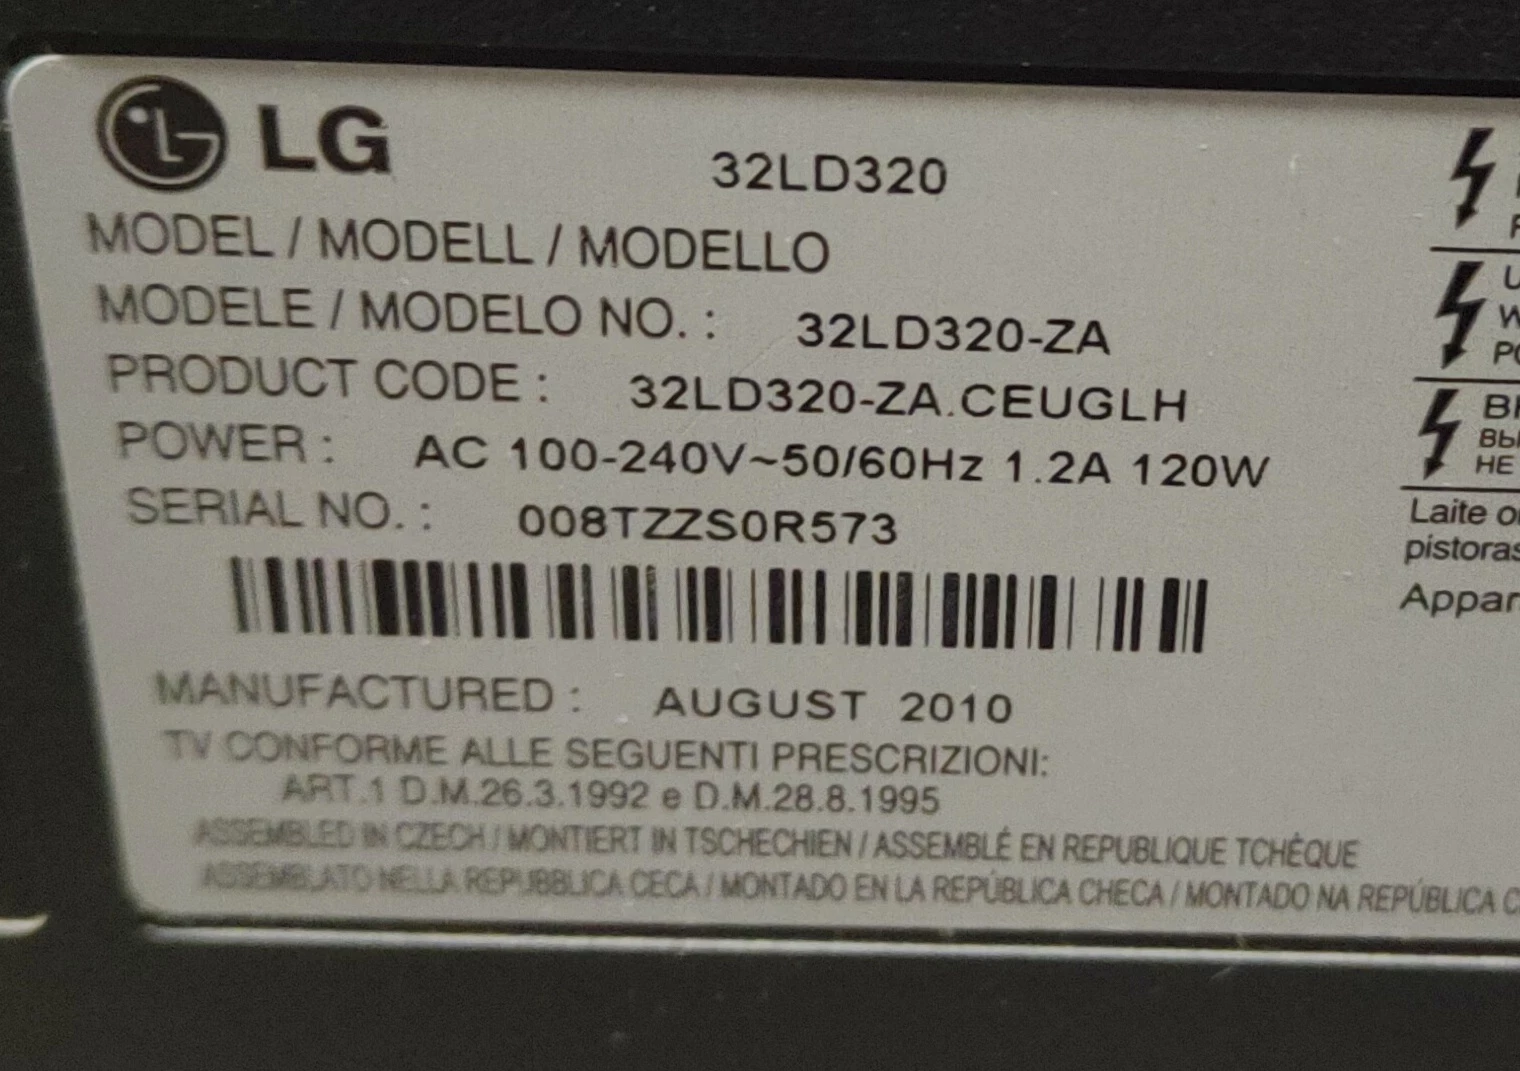 LG
32LD320
MODEL / MODELL / MODELLO
MODELE / MODELO NO. : 32LD320-ZA
PRODUCT CODE : 32LD320-ZA.CEUGLH
POWER : AC 100-240V~50/60Hz 1.2A 120W
SERIAL NO. : 008TZZS0R573
MANUFACTURED : AUGUST 2010
TV CONFORME ALLE SEGUENTI PRESCRIZIONI:
ART.1 D.M.26.3.1992 e D.M.28.8.1995
ASSEMBLED IN CZECH / MONTIERT IN TSCHECHIEN / ASSEMBLÉ EN REPUBLIQUE TCHÈQUE
ASSEMBLATO NELLA REPUBBLICA CECA / MONTADO EN LA REPÚBLICA CHECA / MONTADO NA REPÚBLICA
НЕ
Laite
pistoras
Appar